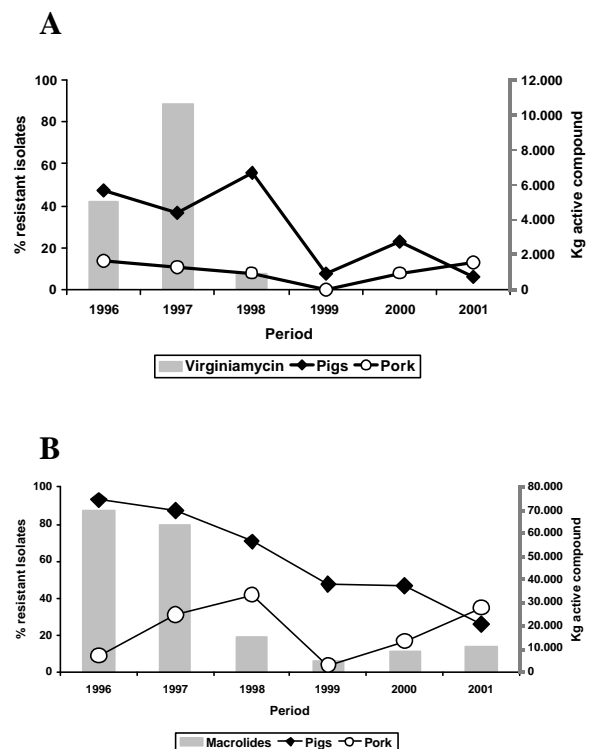 A
100
80
60
40
20
0
% resistant isolates
12.000
10.000
8.000
6.000
4.000
2.000
0
Kg active compound
1996 1997 1998 1999 2000 2001
Period
Virginiamycin Pigs Pork
B
100
80
60
40
20
0
% resistant Isolates
80.000
70.000
60.000
50.000
40.000
30.000
20.000
10.000
0
Kg active compound
1996 1997 1998 1999 2000 2001
Period
Macrolides Pigs Pork